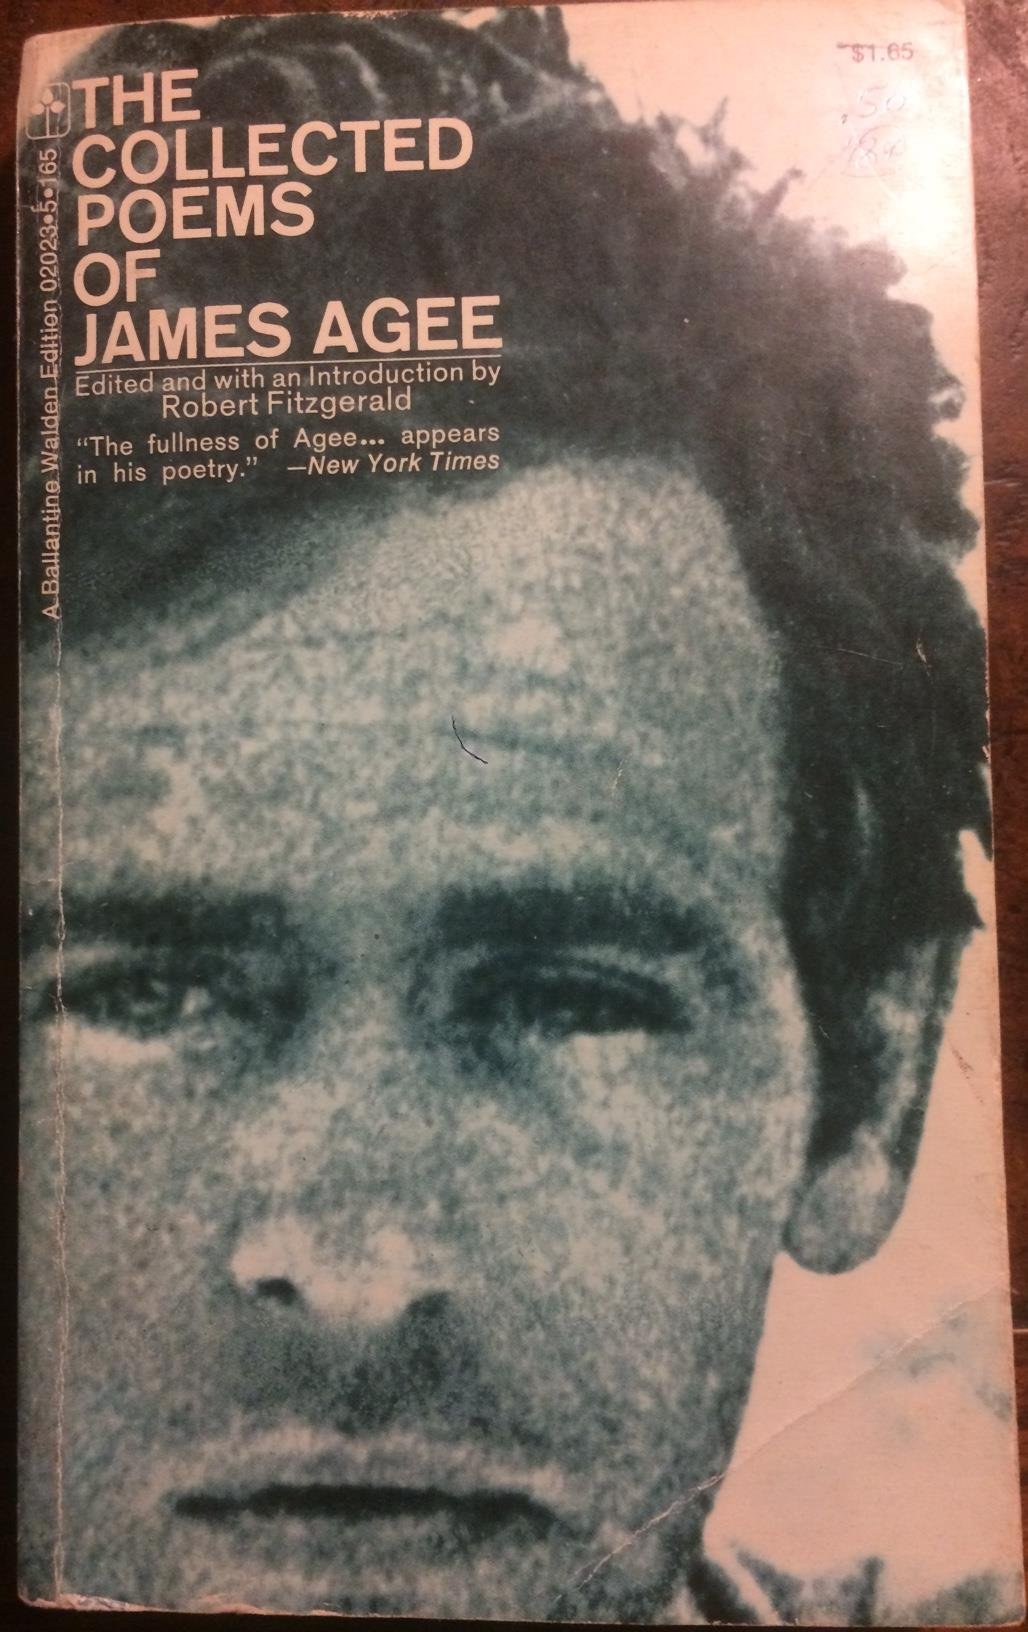 THE
COLLECTED
POEMS
OF
JAMES AGEE
Edited and with an Introduction by
Robert Fitzgerald
“The fullness of Agee... appears
in his poetry.” —New York Times
A Ballantine Walden Edition 02023•5•165
$1.65
.50